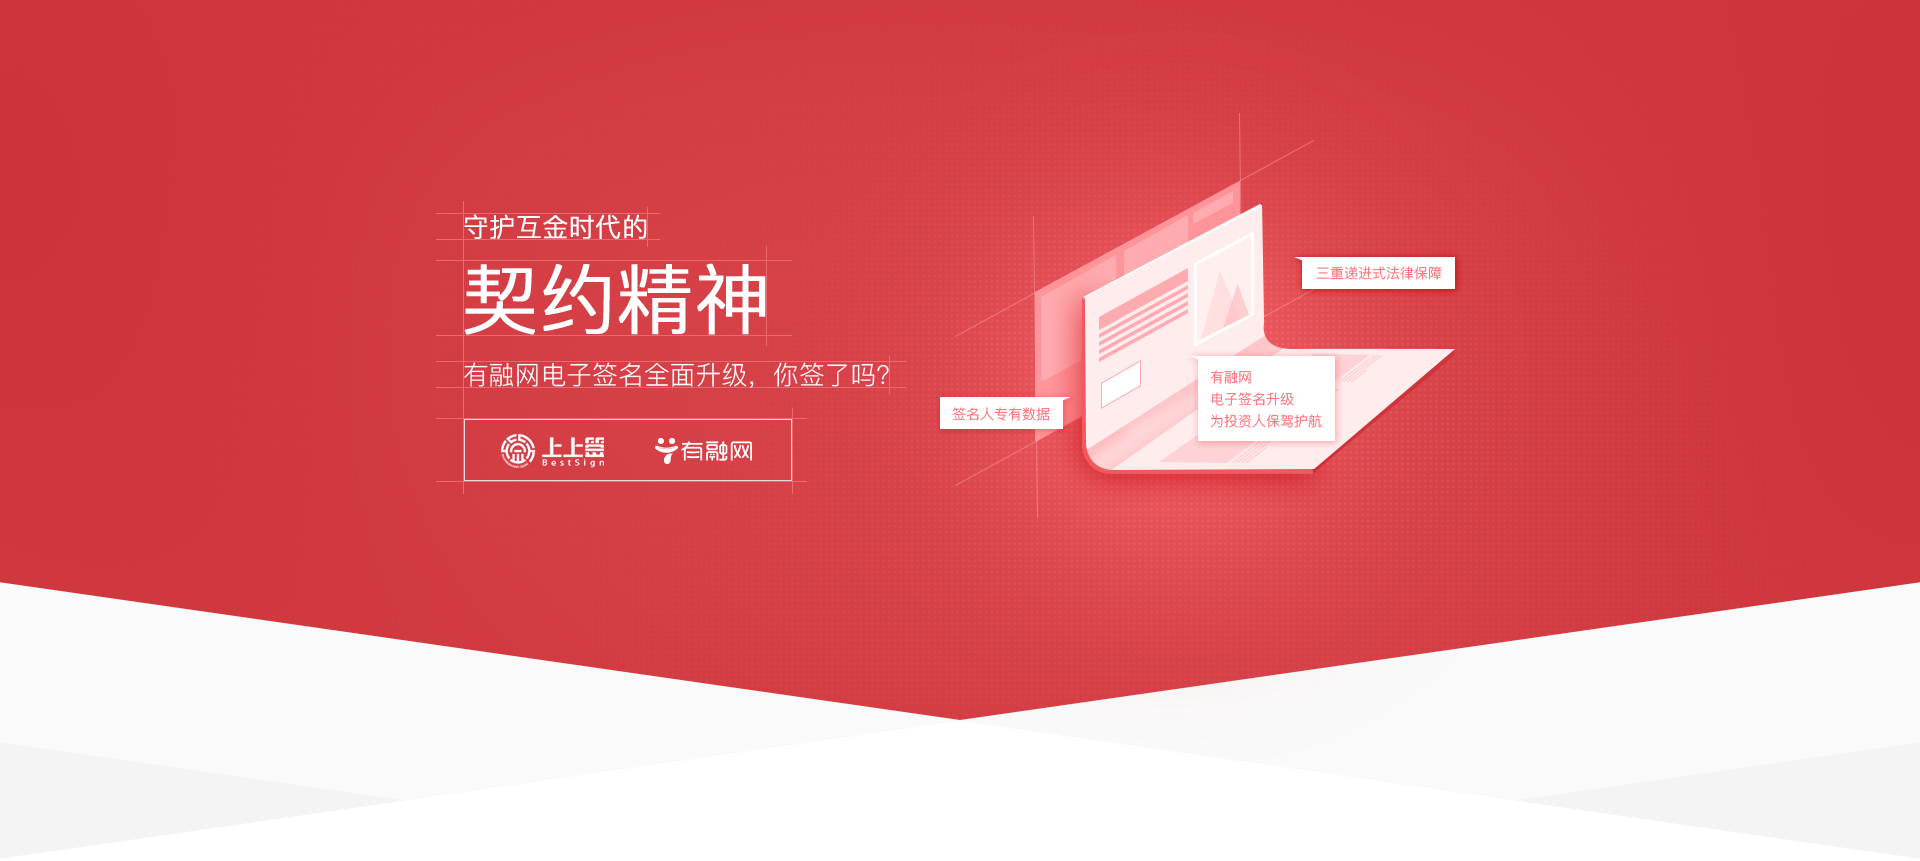 守护互金时代的
契约精神
有融网电子签名全面升级，你签了吗?
上上签
BestSign
有融网
三重递进式法律保障
有融网
电子签名升级
为投资人保驾护航
签名人专有数据